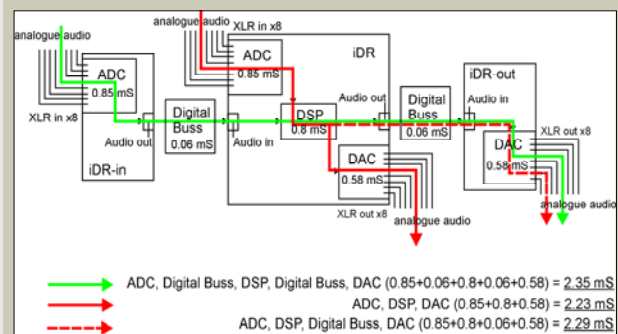 analogue audio
XLR in x8
analogue audio
ADC
0.85 mS
XLR in x8
Audio out
iDR-in
Digital
Buss
0.06 mS
ADC
0.85 mS
iDR
Audio in
DSP
0.8 mS
Audio out
DAC
0.58 mS
XLR out x8
analogue audio
Digital
Buss
0.06 mS
iDR-out
Audio in
DAC
0.58 mS
XLR out x8
analogue audio
ADC, Digital Buss, DSP, Digital Buss, DAC (0.85+0.06+0.8+0.06+0.58) = 2.35 mS
ADC, DSP, DAC (0.85+0.8+0.58) = 2.23 mS
ADC, DSP, Digital Buss, DAC (0.85+0.8+0.06+0.58) = 2.29 mS